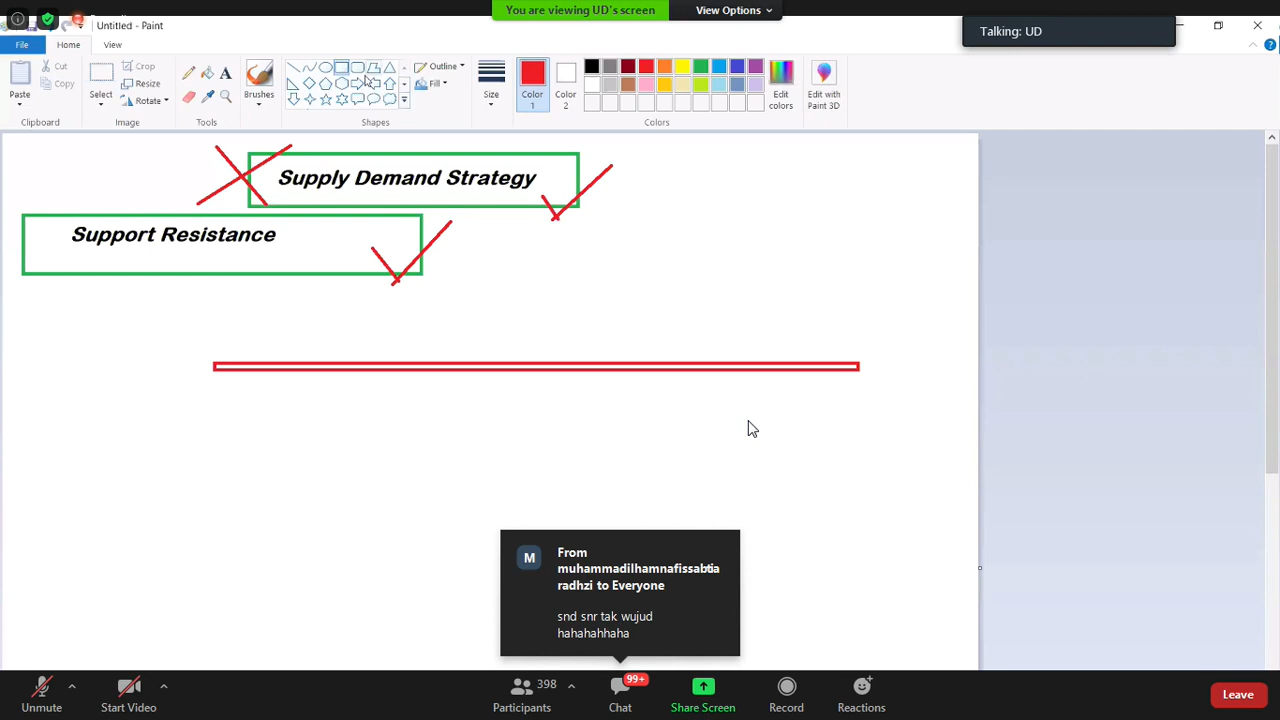 You are viewing UD's screen
View Options
Talking: UD
Untitled - Paint
File
Home
View
Paste
Cut
Copy
Clipboard
Select
Crop
Resize
Rotate
Image
A
Tools
Brushes
Outline
Fill
Shapes
Size
Color
1
Color
2
Edit
colors
Edit with
Paint 3D
Colors
Supply Demand Strategy
Support Resistance
M
From
muhammadilhamnafissabtia
radhzi to Everyone
snd snr tak wujud
hahahahhaha
Unmute
Start Video
398
Participants
99+
Chat
Share Screen
Record
Reactions
Leave